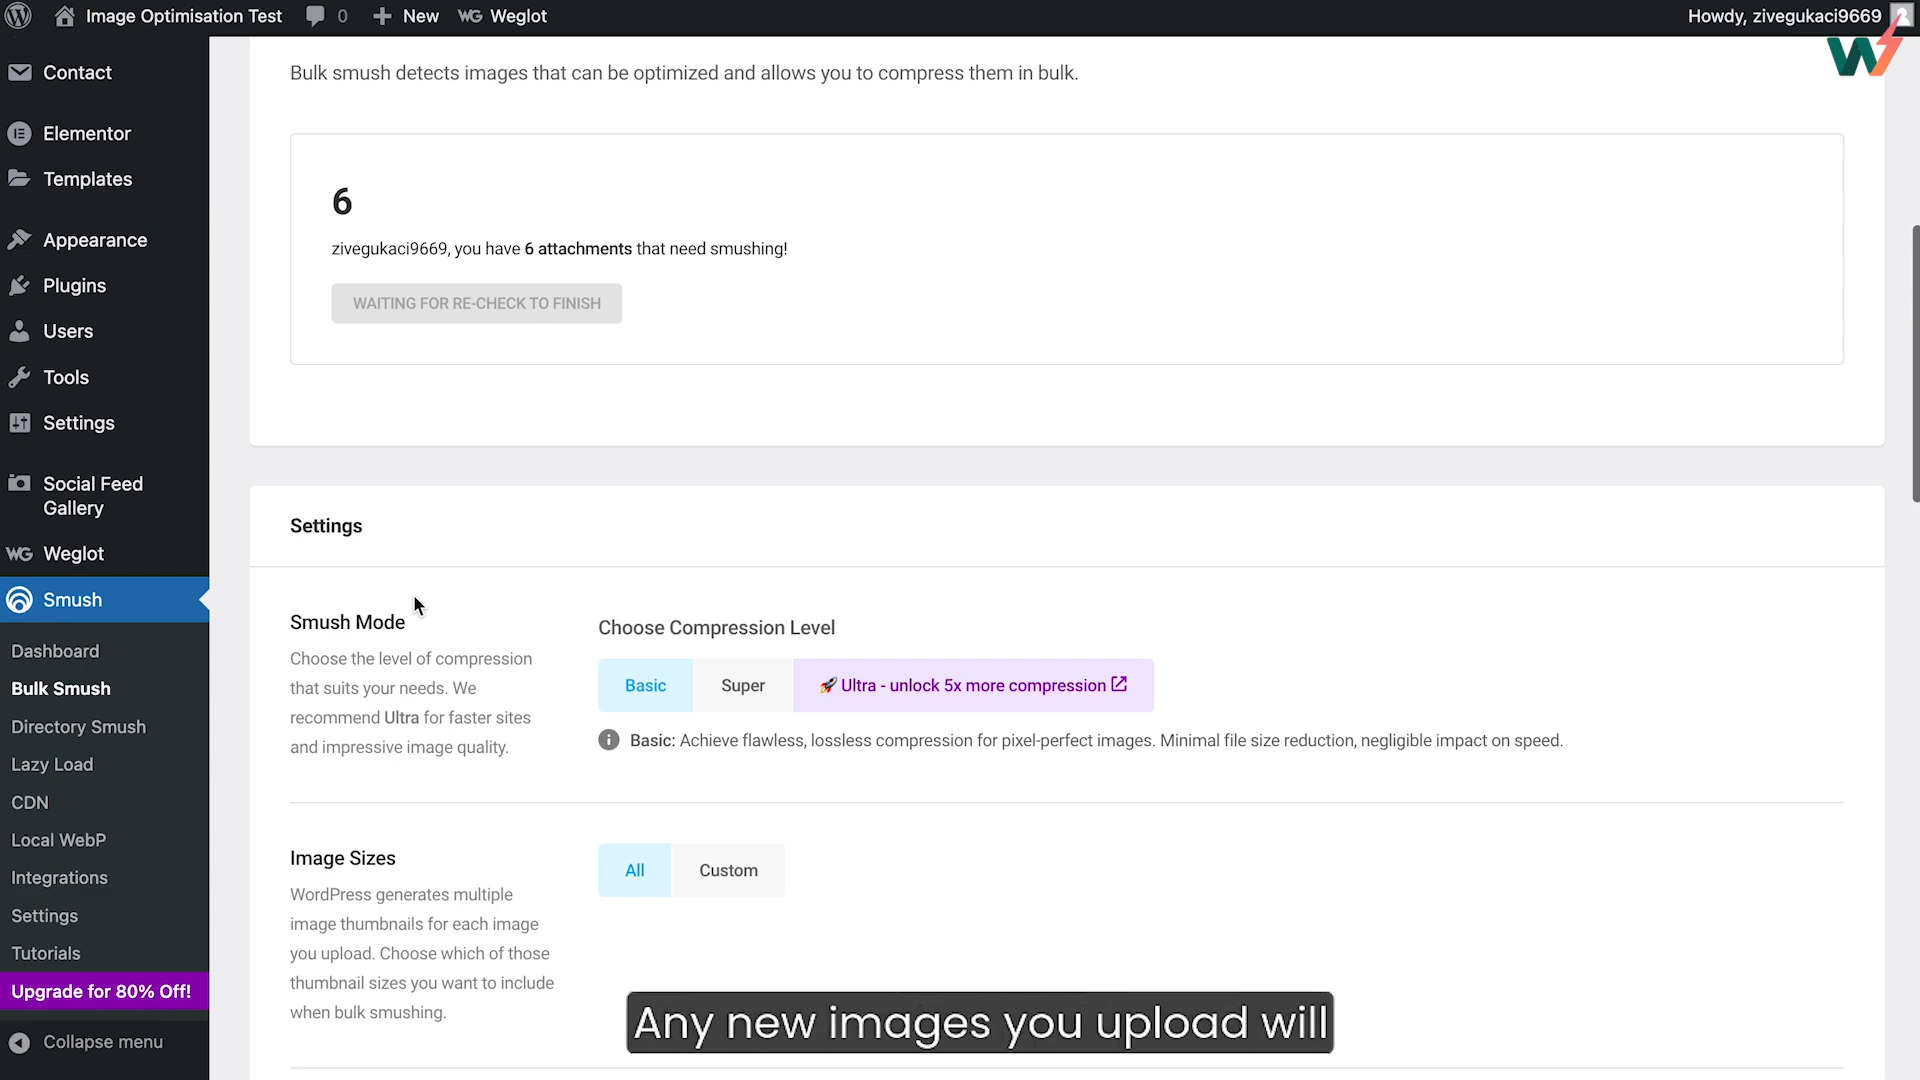 Image Optimisation Test
0
New
WG Weglot
Howdy, zivegukaci9669
Contact
Elementor
Templates
Appearance
Plugins
Users
Tools
Settings
Social Feed
Gallery
WG Weglot
Smush
Dashboard
Bulk Smush
Directory Smush
Lazy Load
CDN
Local WebP
Integrations
Settings
Tutorials
Upgrade for 80% Off!
Collapse menu
Bulk smush detects images that can be optimized and allows you to compress them in bulk.
6
zivegukaci9669, you have 6 attachments that need smushing!
WAITING FOR RE-CHECK TO FINISH
Settings
Smush Mode
Choose the level of compression
that suits your needs. We
recommend Ultra for faster sites
and impressive image quality.
Choose Compression Level
Basic
Super
🚀 Ultra - unlock 5x more compression
Basic: Achieve flawless, lossless compression for pixel-perfect images. Minimal file size reduction, negligible impact on speed.
Image Sizes
WordPress generates multiple
image thumbnails for each image
you upload. Choose which of those
thumbnail sizes you want to include
when bulk smushing.
All
Custom
Any new images you upload will